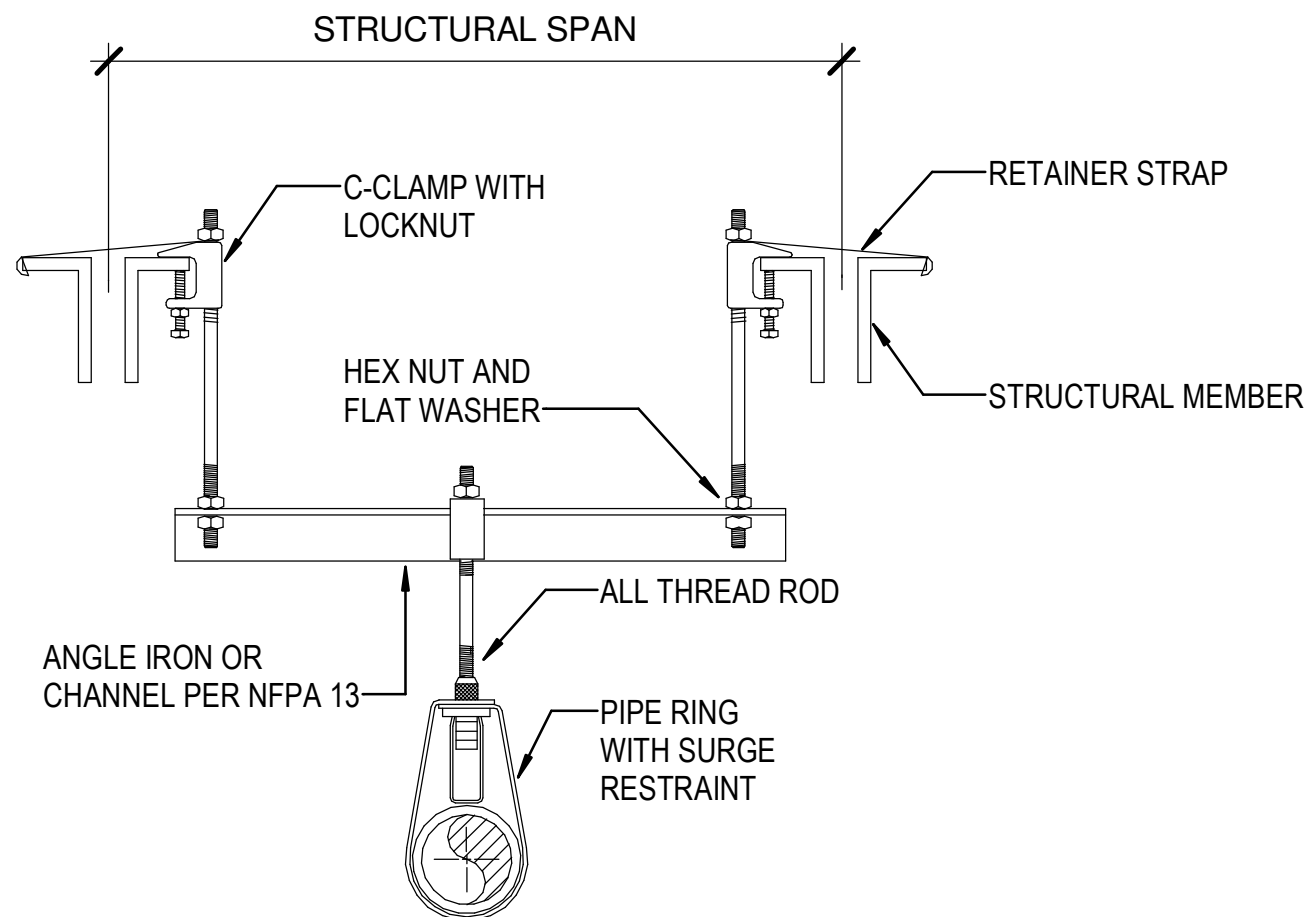 STRUCTURAL SPAN
C-CLAMP WITH
LOCKNUT
RETAINER STRAP
HEX NUT AND
FLAT WASHER
STRUCTURAL MEMBER
ALL THREAD ROD
ANGLE IRON OR
CHANNEL PER NFPA 13
PIPE RING
WITH SURGE
RESTRAINT